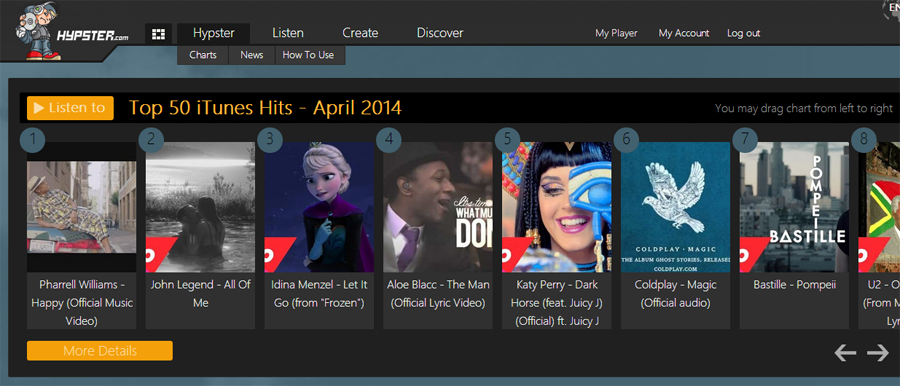 EN
HYPSTER.com
Hypster Listen Create Discover My Player My Account Log out
Charts News How To Use
Listen to Top 50 iTunes Hits - April 2014 You may drag chart from left to right
1 2 3 4 5 6 7 8
WHAT
DON
COLDPLAY · MAGIC
THE ALBUM GHOST STORIES, RELEASE
COLDPLAY.COM
POMPEII
BASTILLE
Pharrell Williams -
Happy (Official Music
Video)
John Legend - All Of
Me
Idina Menzel - Let It
Go (from "Frozen")
Aloe Blacc - The Man
(Official Lyric Video)
Katy Perry - Dark
Horse (feat. Juicy J)
(Official) ft. Juicy J
Coldplay - Magic
(Official audio)
Bastille - Pompeii
U2 - O
(From M
Lyr
More Details